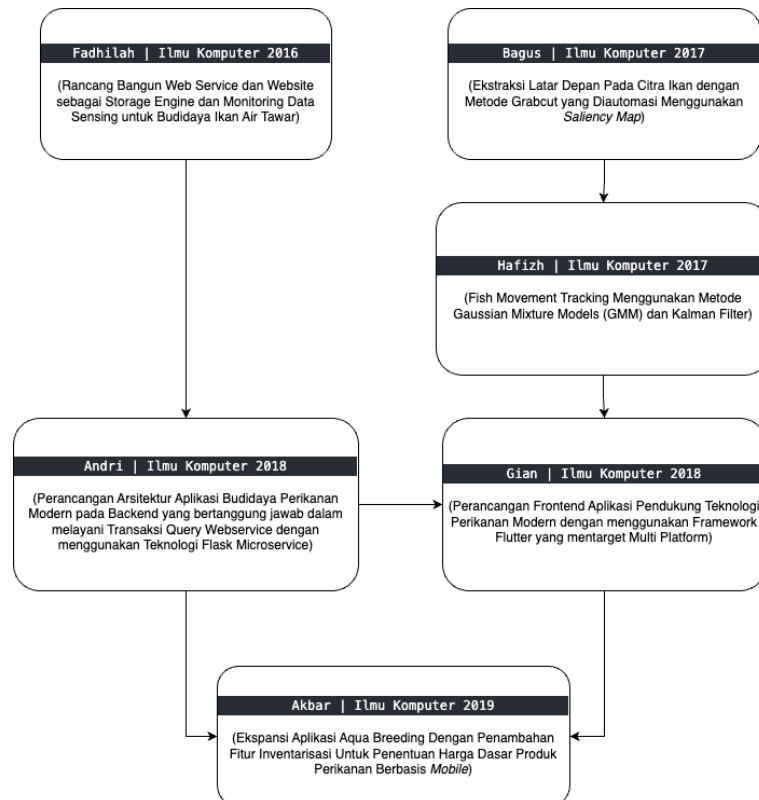 Fadhilah | Ilmu Komputer 2016
(Rancang Bangun Web Service dan Website
sebagai Storage Engine dan Monitoring Data
Sensing untuk Budidaya Ikan Air Tawar)
Bagus | Ilmu Komputer 2017
(Ekstraksi Latar Depan Pada Citra Ikan dengan
Metode Grabcut yang Diautomasi Menggunakan
Saliency Map)
Hafizh | Ilmu Komputer 2017
(Fish Movement Tracking Menggunakan Metode
Gaussian Mixture Models (GMM) dan Kalman Filter)
Andri | Ilmu Komputer 2018
(Perancangan Arsitektur Aplikasi Budidaya Perikanan
Modern pada Backend yang bertanggung jawab dalam
melayani Transaksi Query Webservice dengan
menggunakan Teknologi Flask Microservice)
Gian | Ilmu Komputer 2018
(Perancangan Frontend Aplikasi Pendukung Teknologi
Perikanan Modern dengan menggunakan Framework
Flutter yang mentarget Multi Platform)
Akbar | Ilmu Komputer 2019
(Ekspansi Aplikasi Aqua Breeding Dengan Penambahan
Fitur Inventarisasi Untuk Penentuan Harga Dasar Produk
Perikanan Berbasis Mobile)